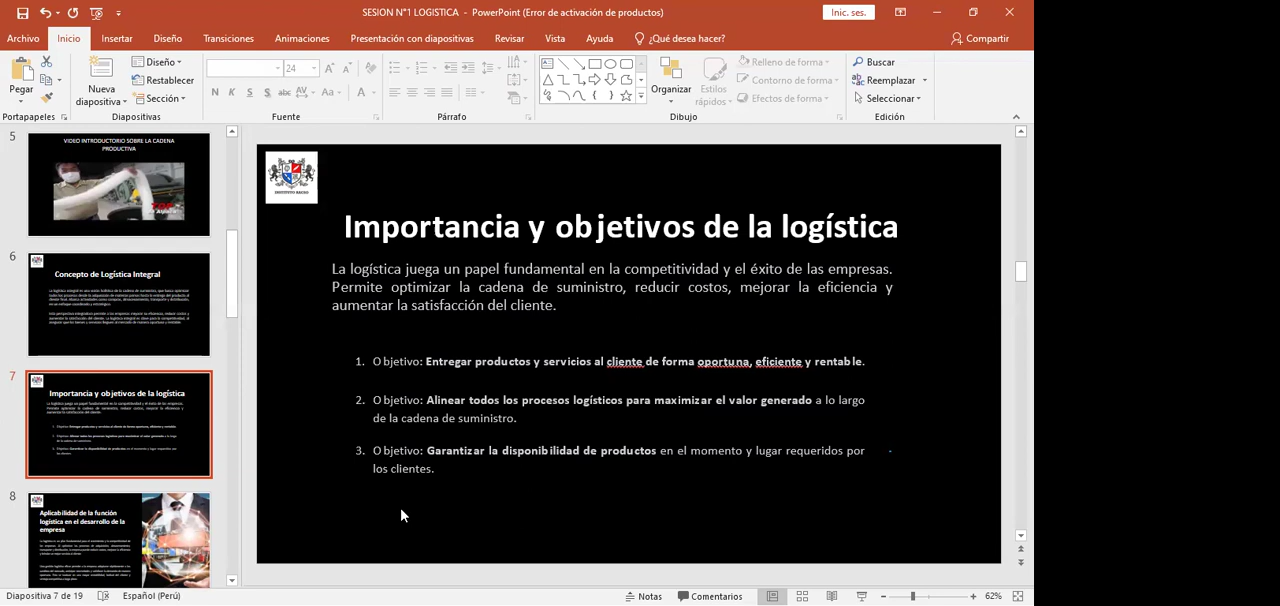 SESION N°1 LOGISTICA - PowerPoint (Error de activación de productos)
Inic. ses.
Archivo Inicio Insertar Diseño Transiciones Animaciones Presentación con diapositivas Revisar Vista Ayuda ¿Qué desea hacer? Compartir
Pegar
Nueva diapositiva
Diseño
Restablecer
Sección
24
N K S S abc AV Aa A
Organizar
Estilos rápidos
Relleno de forma
Contorno de forma
Efectos de forma
Buscar
Reemplazar
Seleccionar
Portapapeles Diapositivas Fuente Párrafo Dibujo Edición
5
VIDEO INTRODUCTORIO SOBRE LA CADENA
PRODUCTIVA
6
Concepto de Logística Integral
7
Importancia y objetivos de la logística
8
Aplicabilidad de la función
logística en el desarrollo de la
empresa
Importancia y objetivos de la logística
La logística juega un papel fundamental en la competitividad y el éxito de las empresas.
Permite optimizar la cadena de suministro, reducir costos, mejorar la eficiencia y
aumentar la satisfacción del cliente.
1. Objetivo: Entregar productos y servicios al cliente de forma oportuna, eficiente y rentable.
2. Objetivo: Alinear todos los procesos logísticos para maximizar el valor generado a lo largo
de la cadena de suministro.
3. Objetivo: Garantizar la disponibilidad de productos en el momento y lugar requeridos por
los clientes.
Diapositiva 7 de 19 Español (Perú) Notas Comentarios 62%